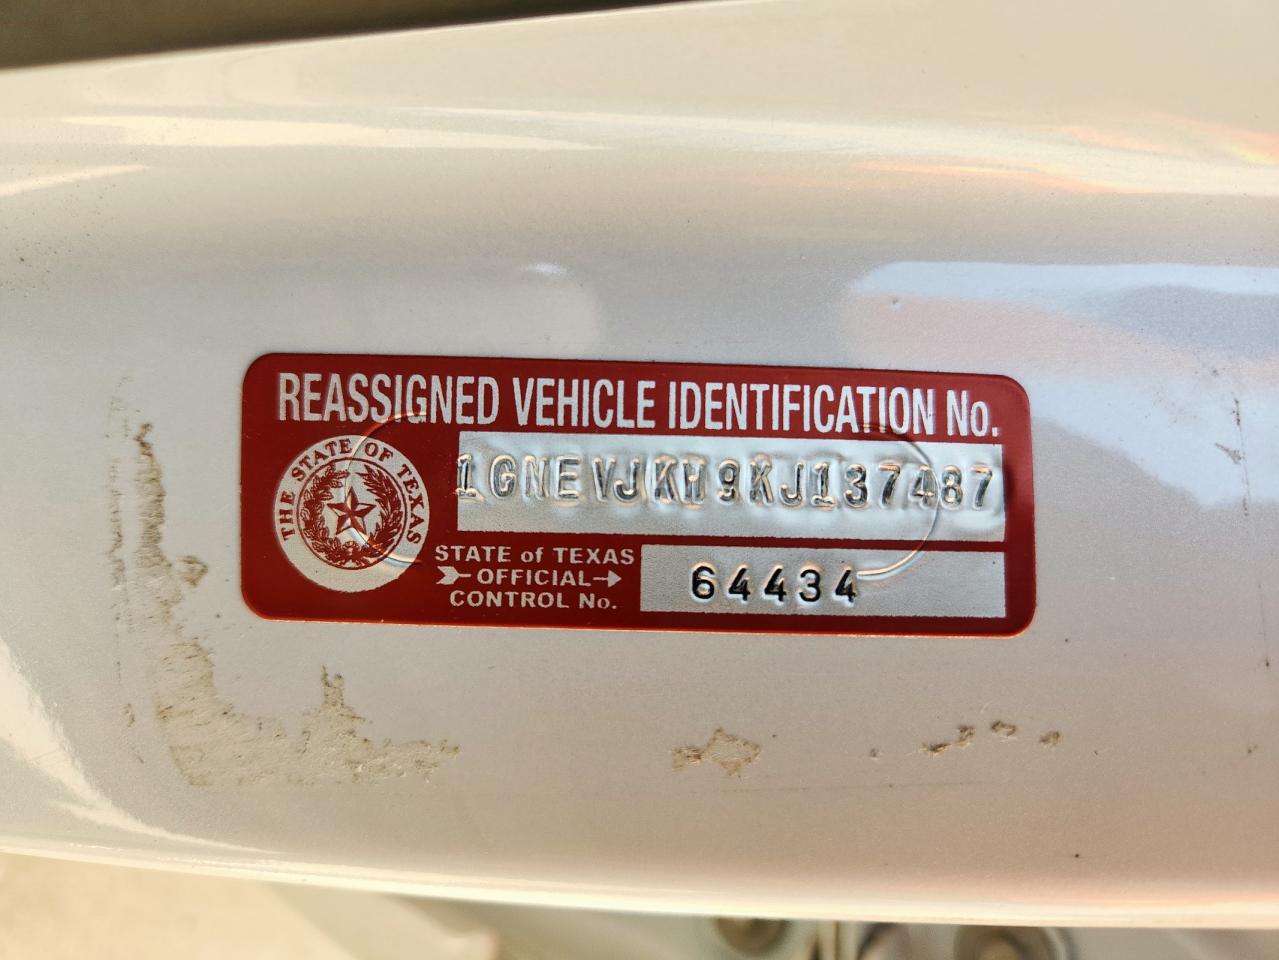 REASSIGNED VEHICLE IDENTIFICATION No.
THE STATE OF TEXAS
1GNEVJKW9KJ137487
STATE of TEXAS
OFFICIAL
CONTROL No.
64434